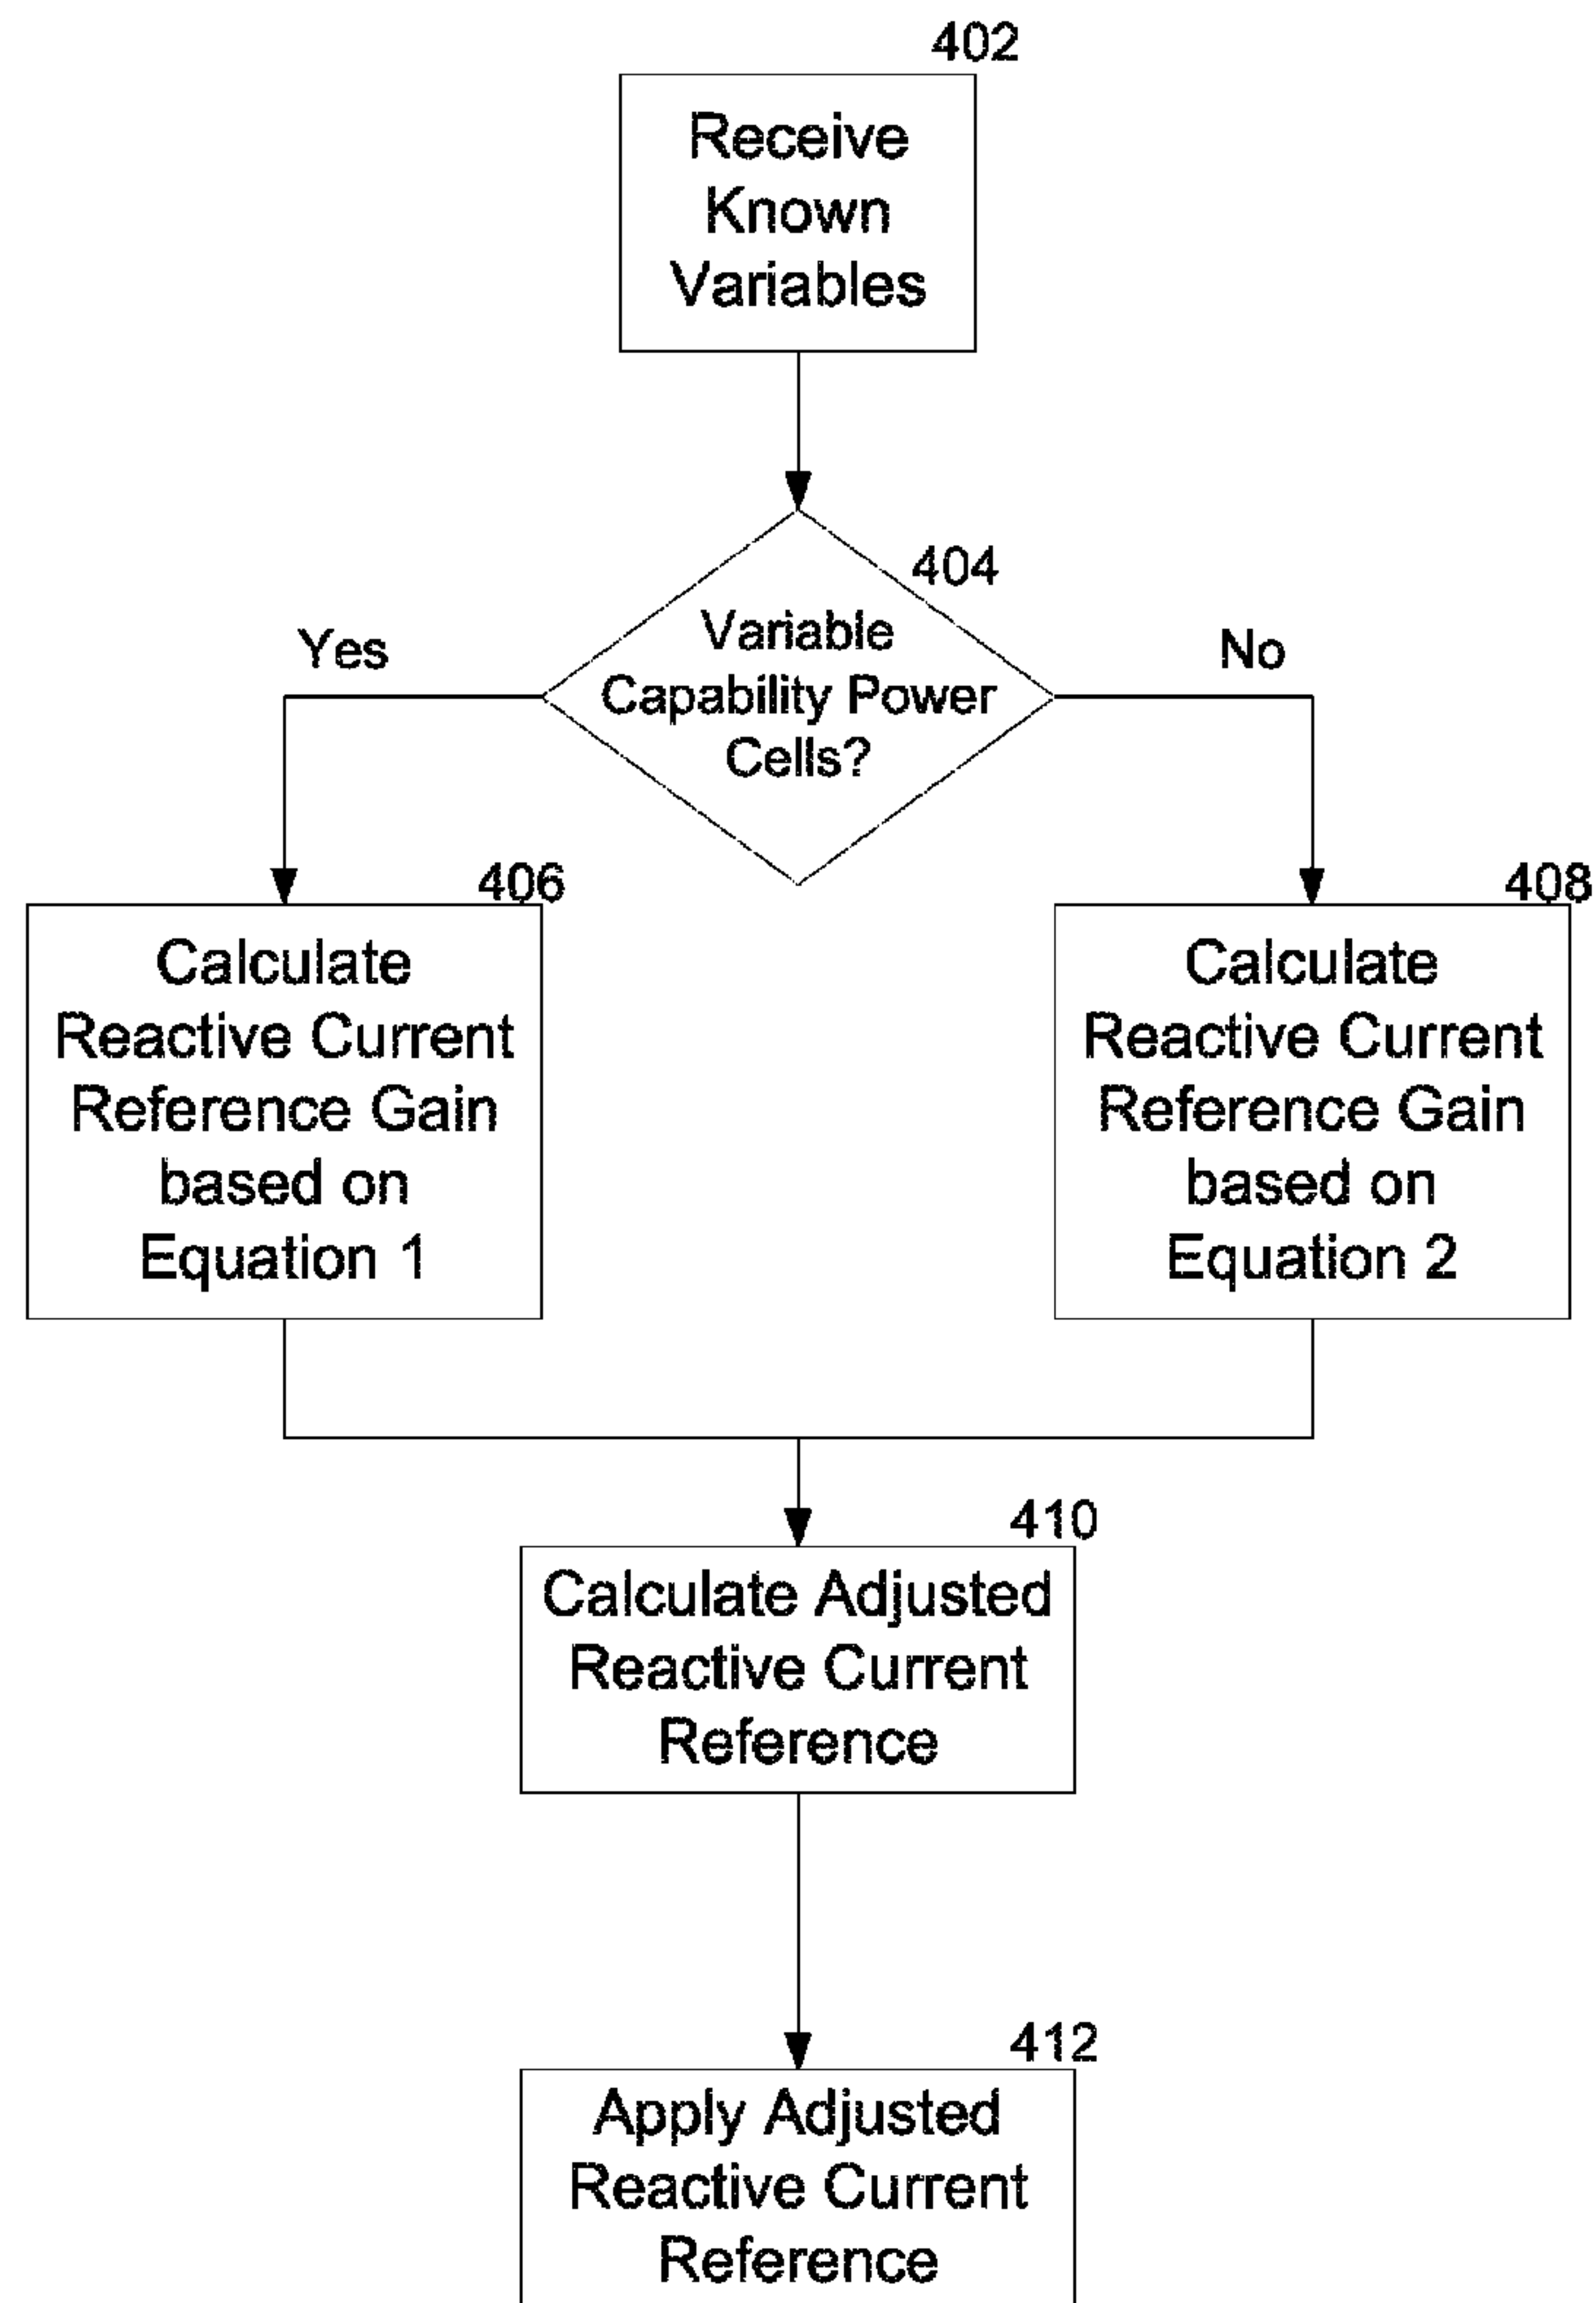 402
Receive
Known
Variables
404
Variable
Capability Power
Cells?
Yes
No
406
Calculate
Reactive Current
Reference Gain
based on
Equation 1
408
Calculate
Reactive Current
Reference Gain
based on
Equation 2
410
Calculate Adjusted
Reactive Current
Reference
412
Apply Adjusted
Reactive Current
Reference